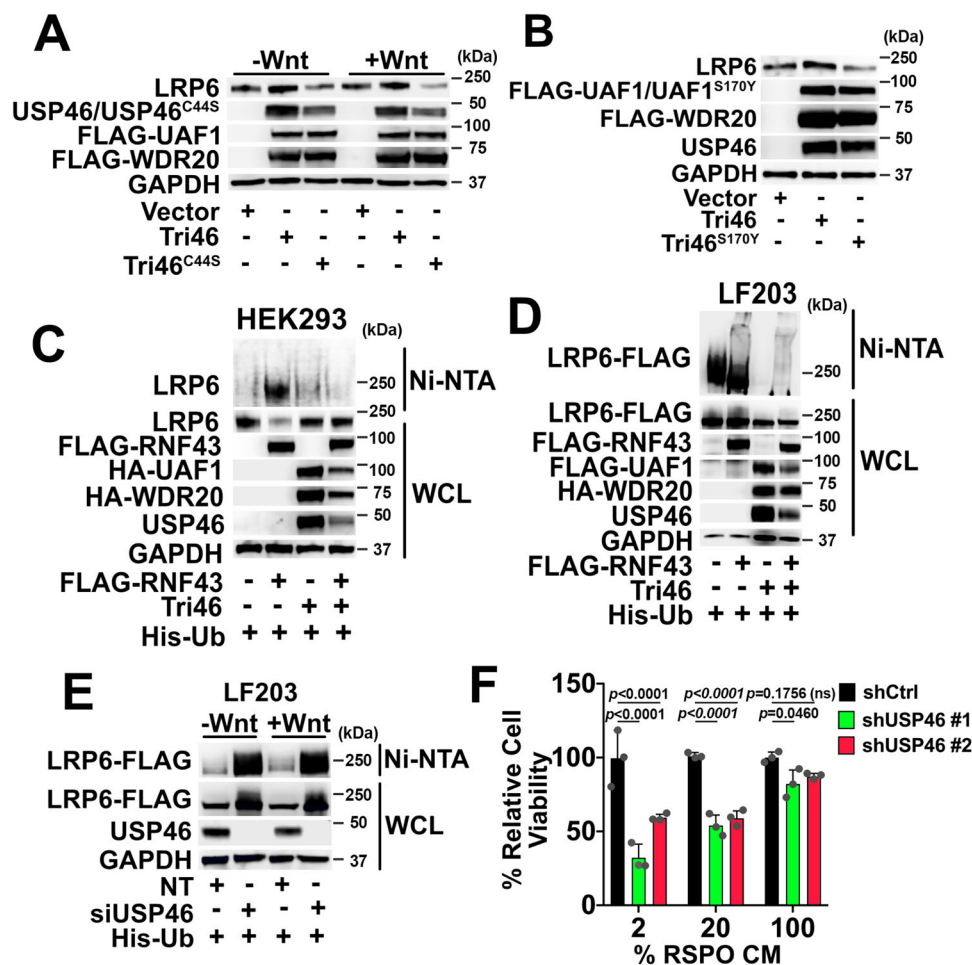 A
-Wnt +Wnt (kDa)
LRP6 250
USP46/USP46C44S 50
FLAG-UAF1 100
FLAG-WDR20 75
GAPDH 37
Vector + - - + - -
Tri46 - + - - + -
Tri46C44S - - + - - +
B
(kDa)
LRP6 250
FLAG-UAF1/UAF1S170Y 100
FLAG-WDR20 75
USP46 50
GAPDH 37
Vector + - -
Tri46 - + -
Tri46S170Y - - +
C
HEK293 (kDa)
LRP6 250 Ni-NTA
LRP6 250
FLAG-RNF43 100
HA-UAF1 100
HA-WDR20 75
USP46 50
GAPDH 37
WCL
FLAG-RNF43 - + - +
Tri46 - - + +
His-Ub + + + +
D
LF203
(kDa)
LRP6-FLAG 250 Ni-NTA
LRP6-FLAG 250
FLAG-RNF43 100
FLAG-UAF1 100
HA-WDR20 75
USP46 50
GAPDH 37
WCL
FLAG-RNF43 - + - +
Tri46 - - + +
His-Ub + + + +
E
LF203
-Wnt +Wnt (kDa)
LRP6-FLAG 250 Ni-NTA
LRP6-FLAG 250
USP46 50
GAPDH 37
WCL
NT + - + -
siUSP46 - + - +
His-Ub + + + +
F
% Relative Cell
Viability
150
100
50
0
p<0.0001 p<0.0001 p=0.1756 (ns)
p<0.0001 p<0.0001 p=0.0460
shCtrl
shUSP46 #1
shUSP46 #2
2 20 100
% RSPO CM